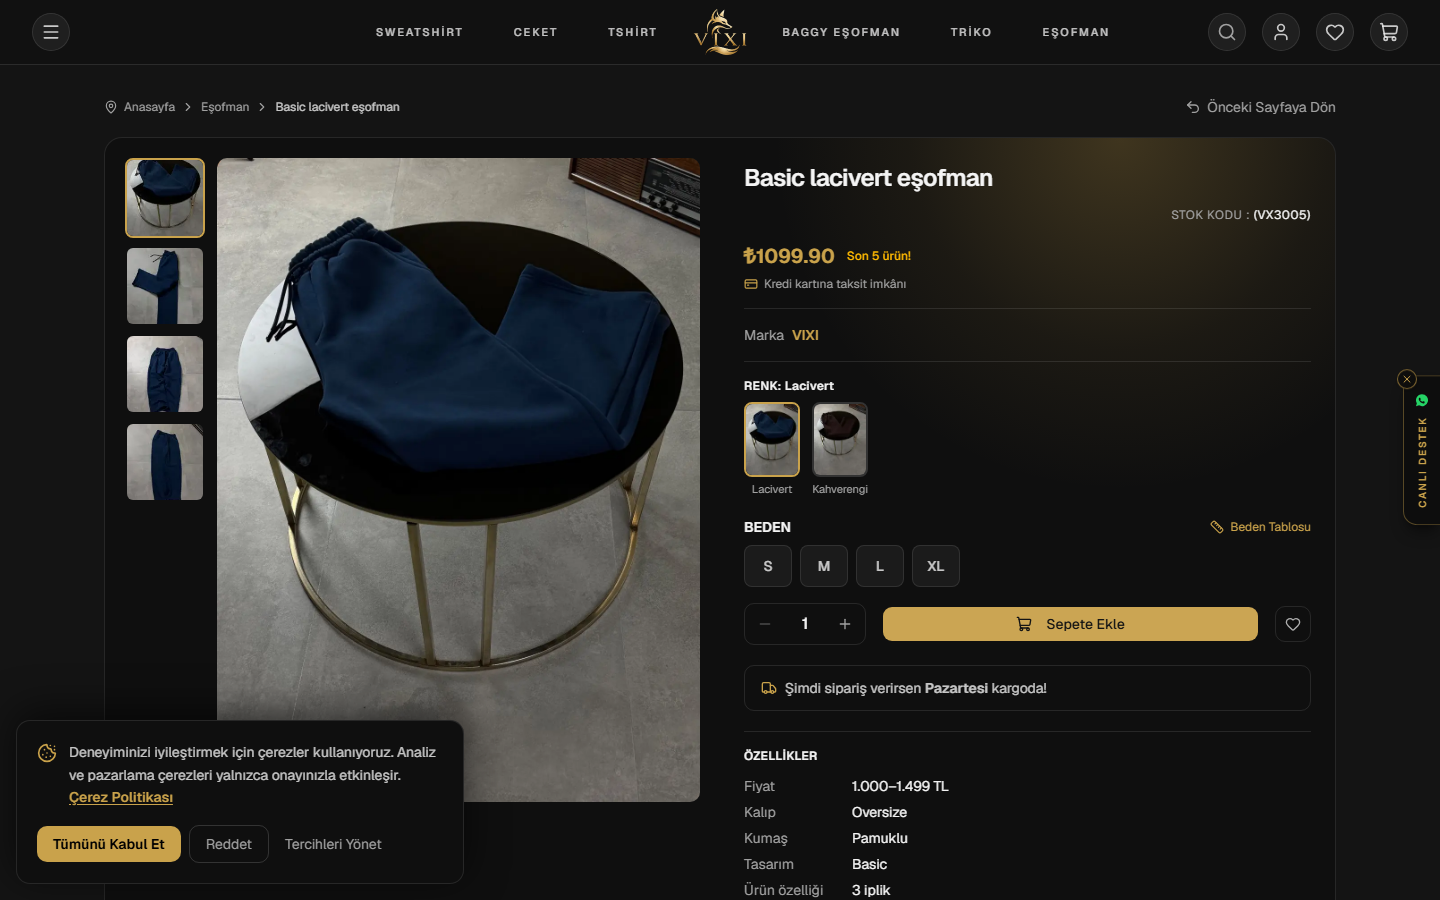 SWEATSHİRT
CEKET
TSHİRT
VIXI
BAGGY EŞOFMAN
TRİKO
EŞOFMAN
Anasayfa
Eşofman
Basic lacivert eşofman
Önceki Sayfaya Dön
Basic lacivert eşofman
STOK KODU : (VX3005)
₺1099.90 Son 5 ürün!
Kredi kartına taksit imkânı
Marka VIXI
RENK: Lacivert
Lacivert
Kahverengi
BEDEN
Beden Tablosu
S
M
L
XL
1
Sepete Ekle
Şimdi sipariş verirsen Pazartesi kargoda!
ÖZELLİKLER
Fiyat 1.000–1.499 TL
Kalıp Oversize
Kumaş Pamuklu
Tasarım Basic
Ürün özelliği 3 iplik
CANLI DESTEK
Deneyiminizi iyileştirmek için çerezler kullanıyoruz. Analiz
ve pazarlama çerezleri yalnızca onayınızla etkinleşir.
Çerez Politikası
Tümünü Kabul Et
Reddet
Tercihleri Yönet